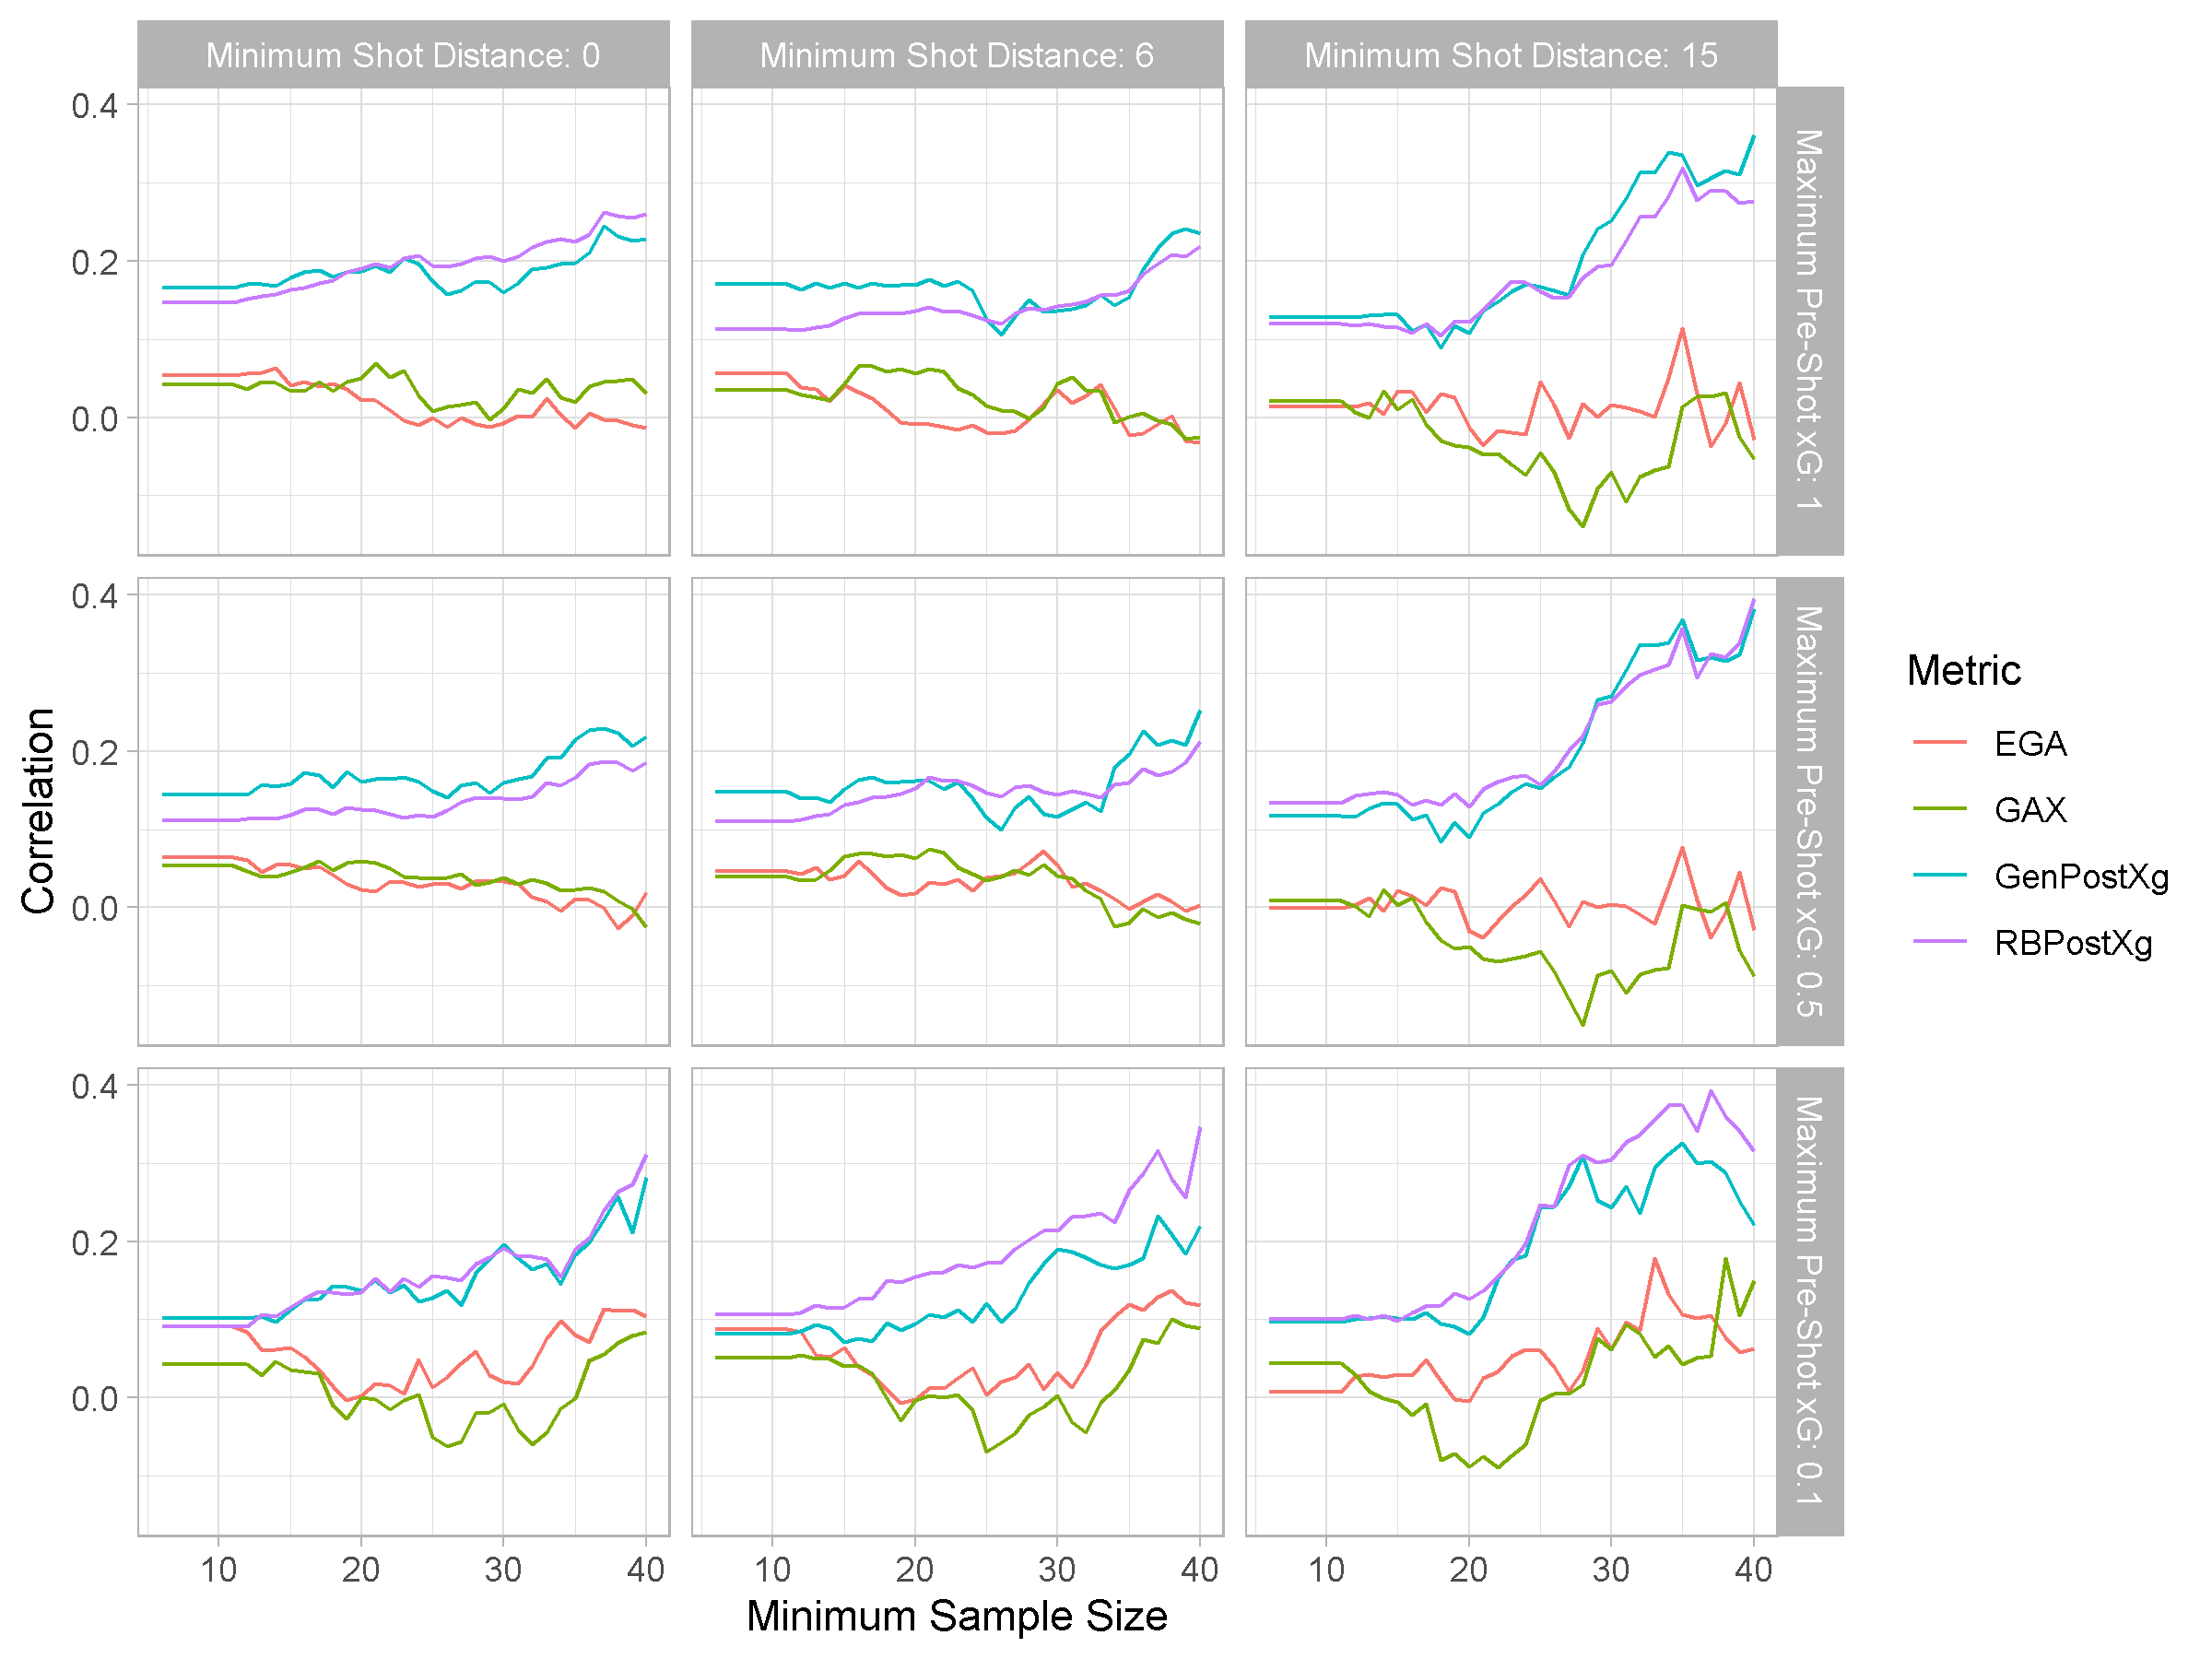 Minimum Shot Distance: 0
Minimum Shot Distance: 6
Minimum Shot Distance: 15
0.4
0.2
0.0
Maximum Pre-Shot xG: 1
0.4
0.2
0.0
Maximum Pre-Shot xG: 0.5
0.4
0.2
0.0
Maximum Pre-Shot xG: 0.1
10 20 30 40
10 20 30 40
10 20 30 40
Minimum Sample Size
Correlation
Metric
EGA
GAX
GenPostXg
RBPostXg